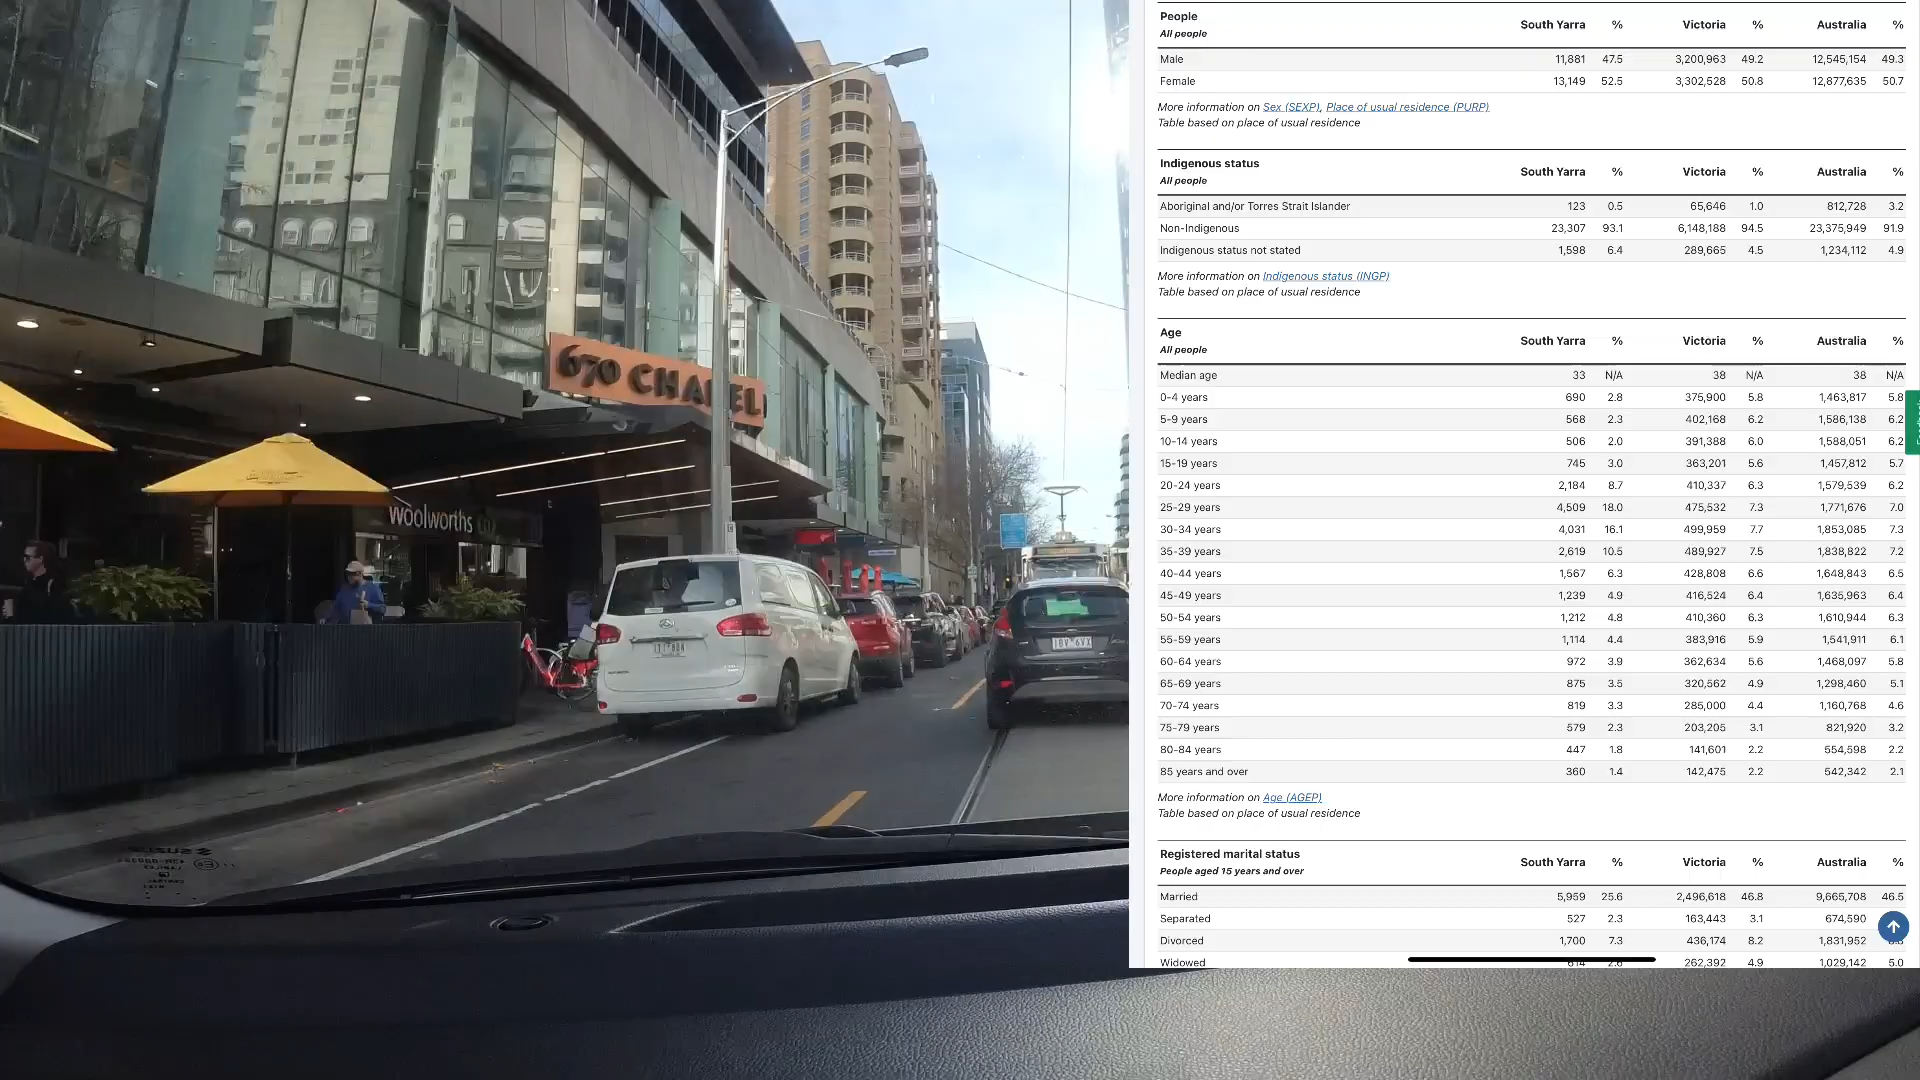 670 CHAPEL
woolworths
1BV 6VX
People South Yarra % Victoria % Australia %
All people
Male 11,881 47.5 3,200,963 49.2 12,545,154 49.3
Female 13,149 52.5 3,302,528 50.8 12,877,635 50.7
More information on Sex (SEXP), Place of usual residence (PURP)
Table based on place of usual residence
Indigenous status South Yarra % Victoria % Australia %
All people
Aboriginal and/or Torres Strait Islander 123 0.5 65,646 1.0 812,728 3.2
Non-Indigenous 23,307 93.1 6,148,188 94.5 23,375,949 91.9
Indigenous status not stated 1,598 6.4 289,665 4.5 1,234,112 4.9
More information on Indigenous status (INGP)
Table based on place of usual residence
Age South Yarra % Victoria % Australia %
All people
Median age 33 N/A 38 N/A 38 N/A
0-4 years 690 2.8 375,900 5.8 1,463,817 5.8
5-9 years 568 2.3 402,168 6.2 1,586,138 6.2
10-14 years 506 2.0 391,388 6.0 1,588,051 6.2
15-19 years 745 3.0 363,201 5.6 1,457,812 5.7
20-24 years 2,184 8.7 410,337 6.3 1,579,539 6.2
25-29 years 4,509 18.0 475,532 7.3 1,771,676 7.0
30-34 years 4,031 16.1 499,959 7.7 1,853,085 7.3
35-39 years 2,619 10.5 489,927 7.5 1,838,822 7.2
40-44 years 1,567 6.3 428,808 6.6 1,648,843 6.5
45-49 years 1,239 4.9 416,524 6.4 1,635,963 6.4
50-54 years 1,212 4.8 410,360 6.3 1,610,944 6.3
55-59 years 1,114 4.4 383,916 5.9 1,541,911 6.1
60-64 years 972 3.9 362,634 5.6 1,468,097 5.8
65-69 years 875 3.5 320,562 4.9 1,298,460 5.1
70-74 years 819 3.3 285,000 4.4 1,160,768 4.6
75-79 years 579 2.3 203,205 3.1 821,920 3.2
80-84 years 447 1.8 141,601 2.2 554,598 2.2
85 years and over 360 1.4 142,475 2.2 542,342 2.1
More information on Age (AGEP)
Table based on place of usual residence
Registered marital status South Yarra % Victoria % Australia %
People aged 15 years and over
Married 5,959 25.6 2,496,618 46.8 9,665,708 46.5
Separated 527 2.3 163,443 3.1 674,590
Divorced 1,700 7.3 436,174 8.2 1,831,952
Widowed 614 2.6 262,392 4.9 1,029,142 5.0